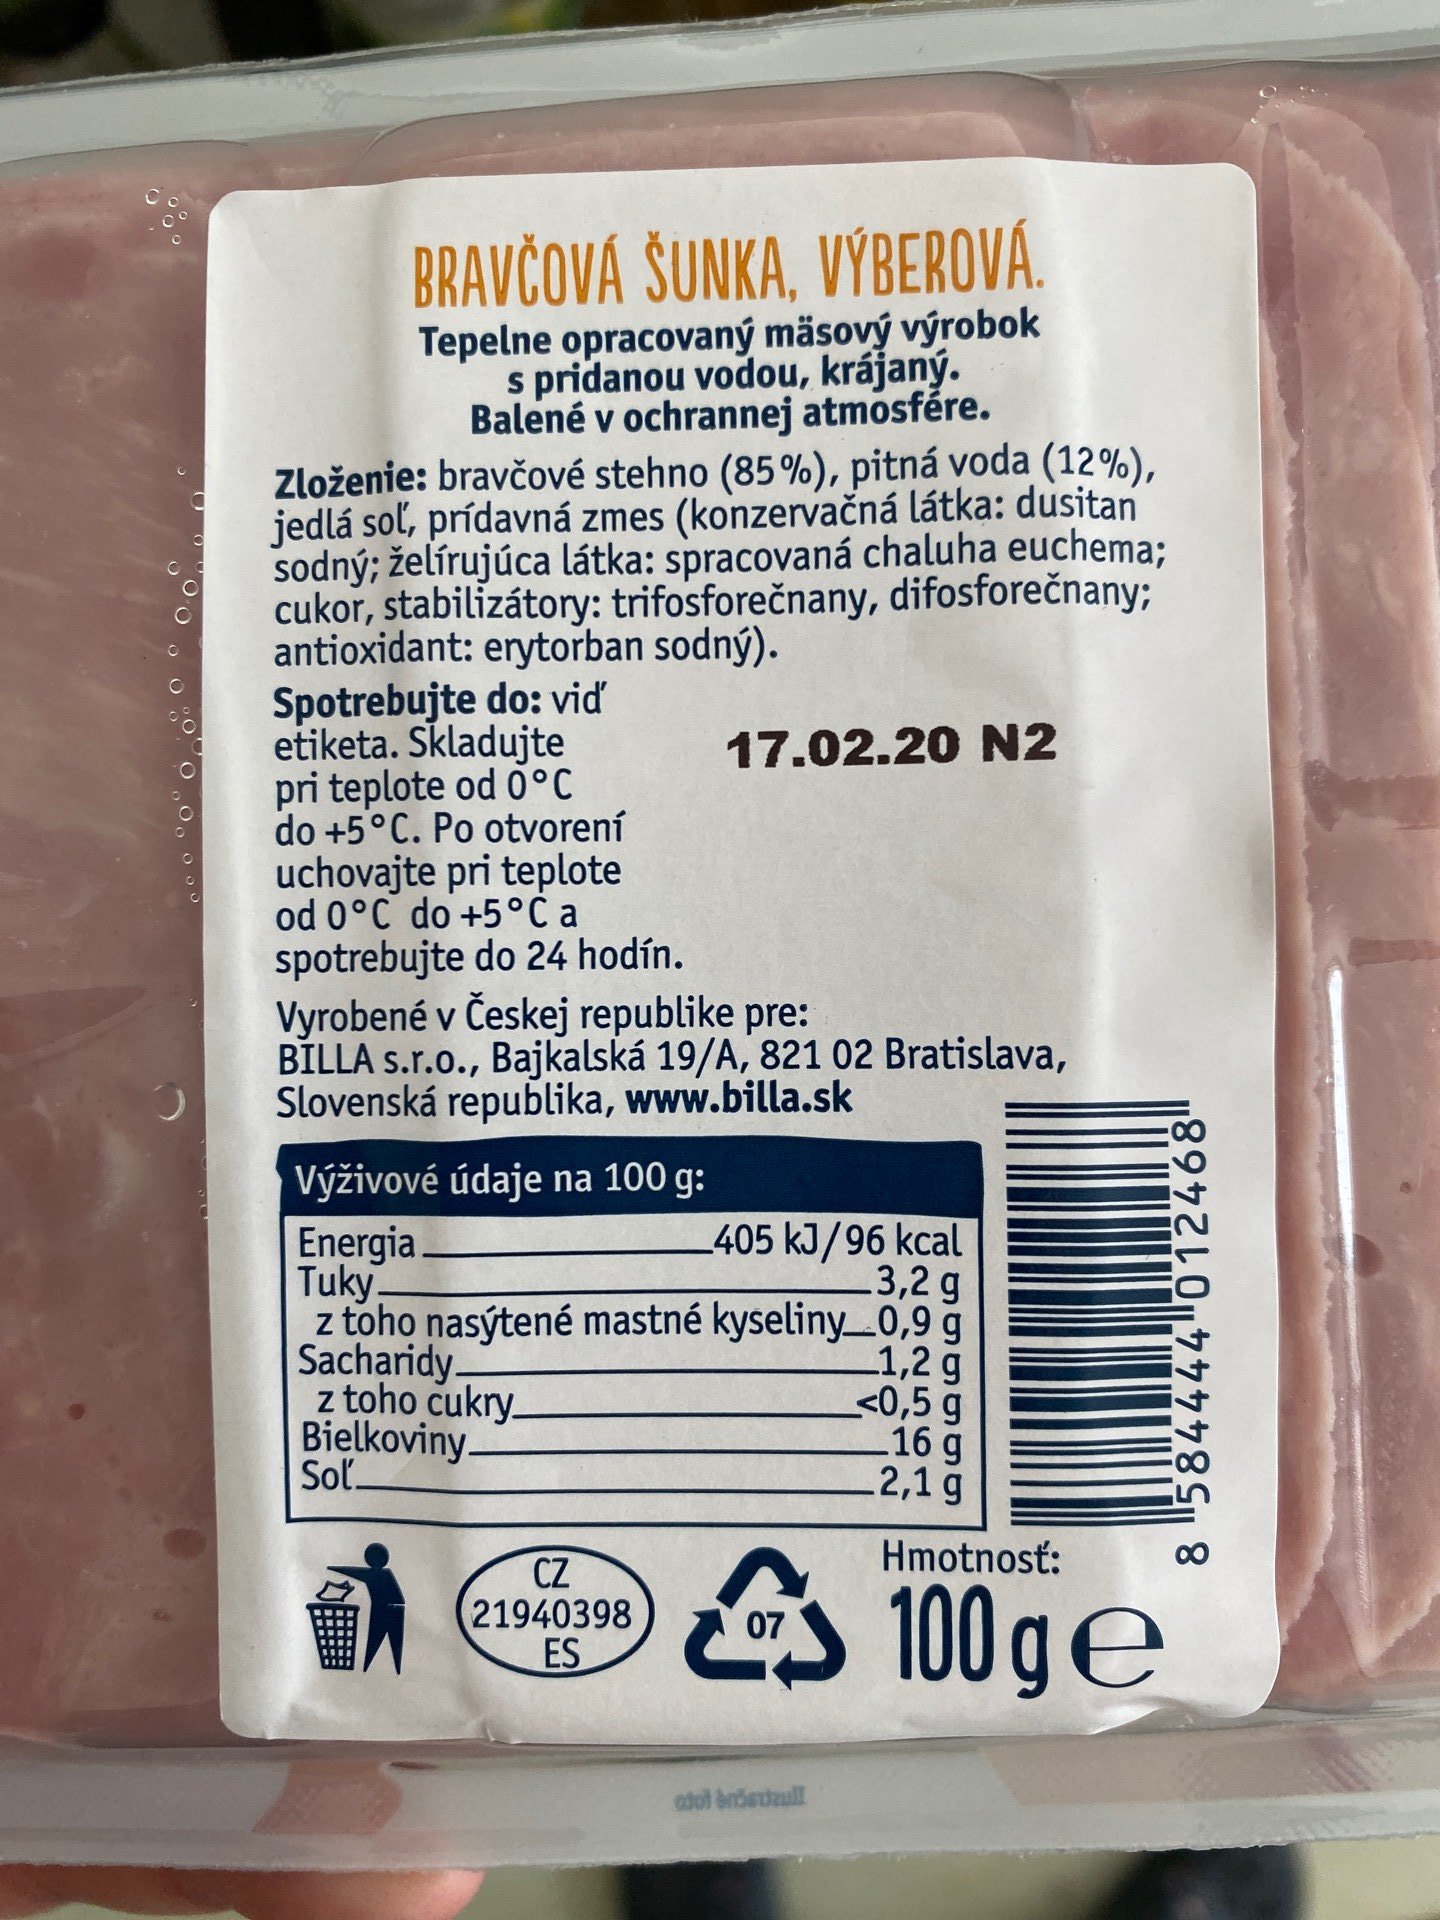 BRAVČOVÁ ŠUNKA, VÝBEROVÁ.
Tepelne opracovaný mäsový výrobok
s pridanou vodou, krájaný.
Balené v ochrannej atmosfére.
Zloženie: bravčové stehno (85%), pitná voda (12%),
jedlá soľ, prídavná zmes (konzervačná látka: dusitan
sodný; želírujúca látka: spracovaná chaluha euchema;
cukor, stabilizátory: trifosforečnany, difosforečnany;
antioxidant: erytorban sodný).
Spotrebujte do: viď
etiketa. Skladujte
pri teplote od 0°C
do +5°C. Po otvorení
uchovajte pri teplote
od 0°C do +5°C a
spotrebujte do 24 hodín.
17.02.20 N2
Vyrobené v Českej republike pre:
BILLA s.r.o., Bajkalská 19/A, 821 02 Bratislava,
Slovenská republika, www.billa.sk
Výživové údaje na 100 g:
Energia 405 kJ/96 kcal
Tuky 3,2 g
z toho nasýtené mastné kyseliny 0,9 g
Sacharidy 1,2 g
z toho cukry <0,5 g
Bielkoviny 16 g
Soľ 2,1 g
8 584444 012468
CZ
21940398
ES
07
Hmotnosť:
100 g e
Ilustračné foto